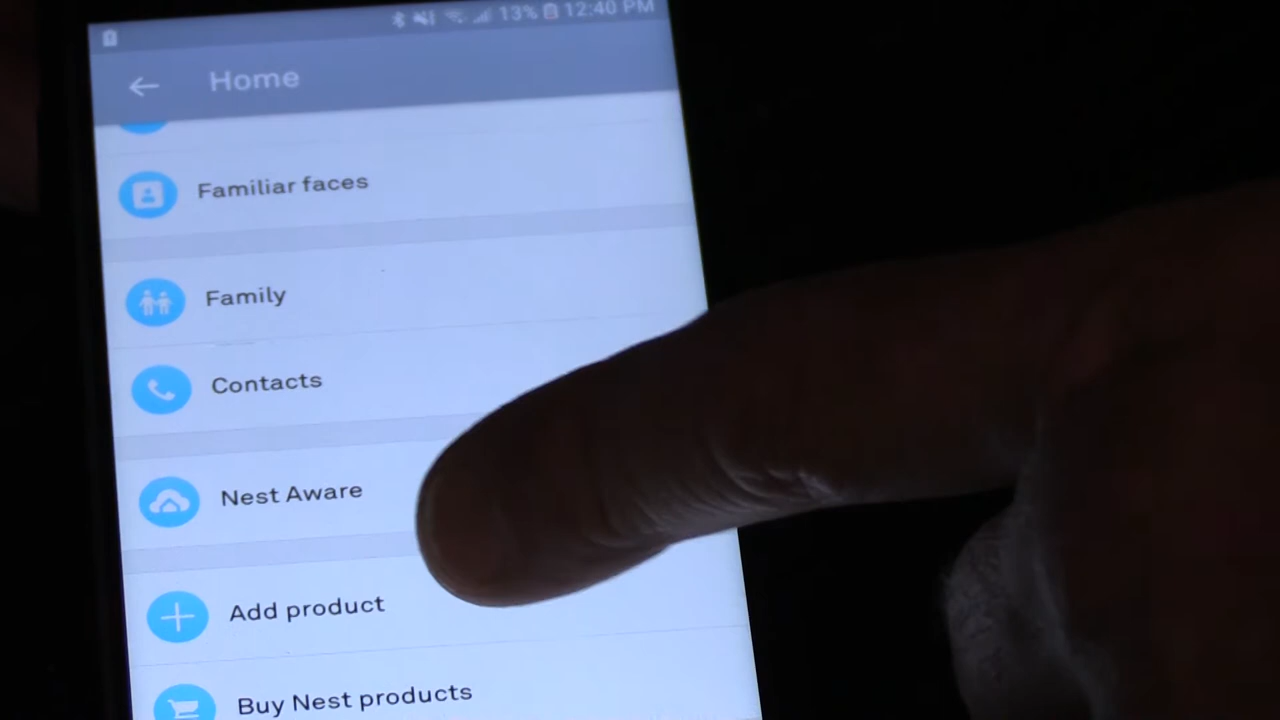 13% 12:40 PM
Home
Familiar faces
Family
Contacts
Nest Aware
Add product
Buy Nest products